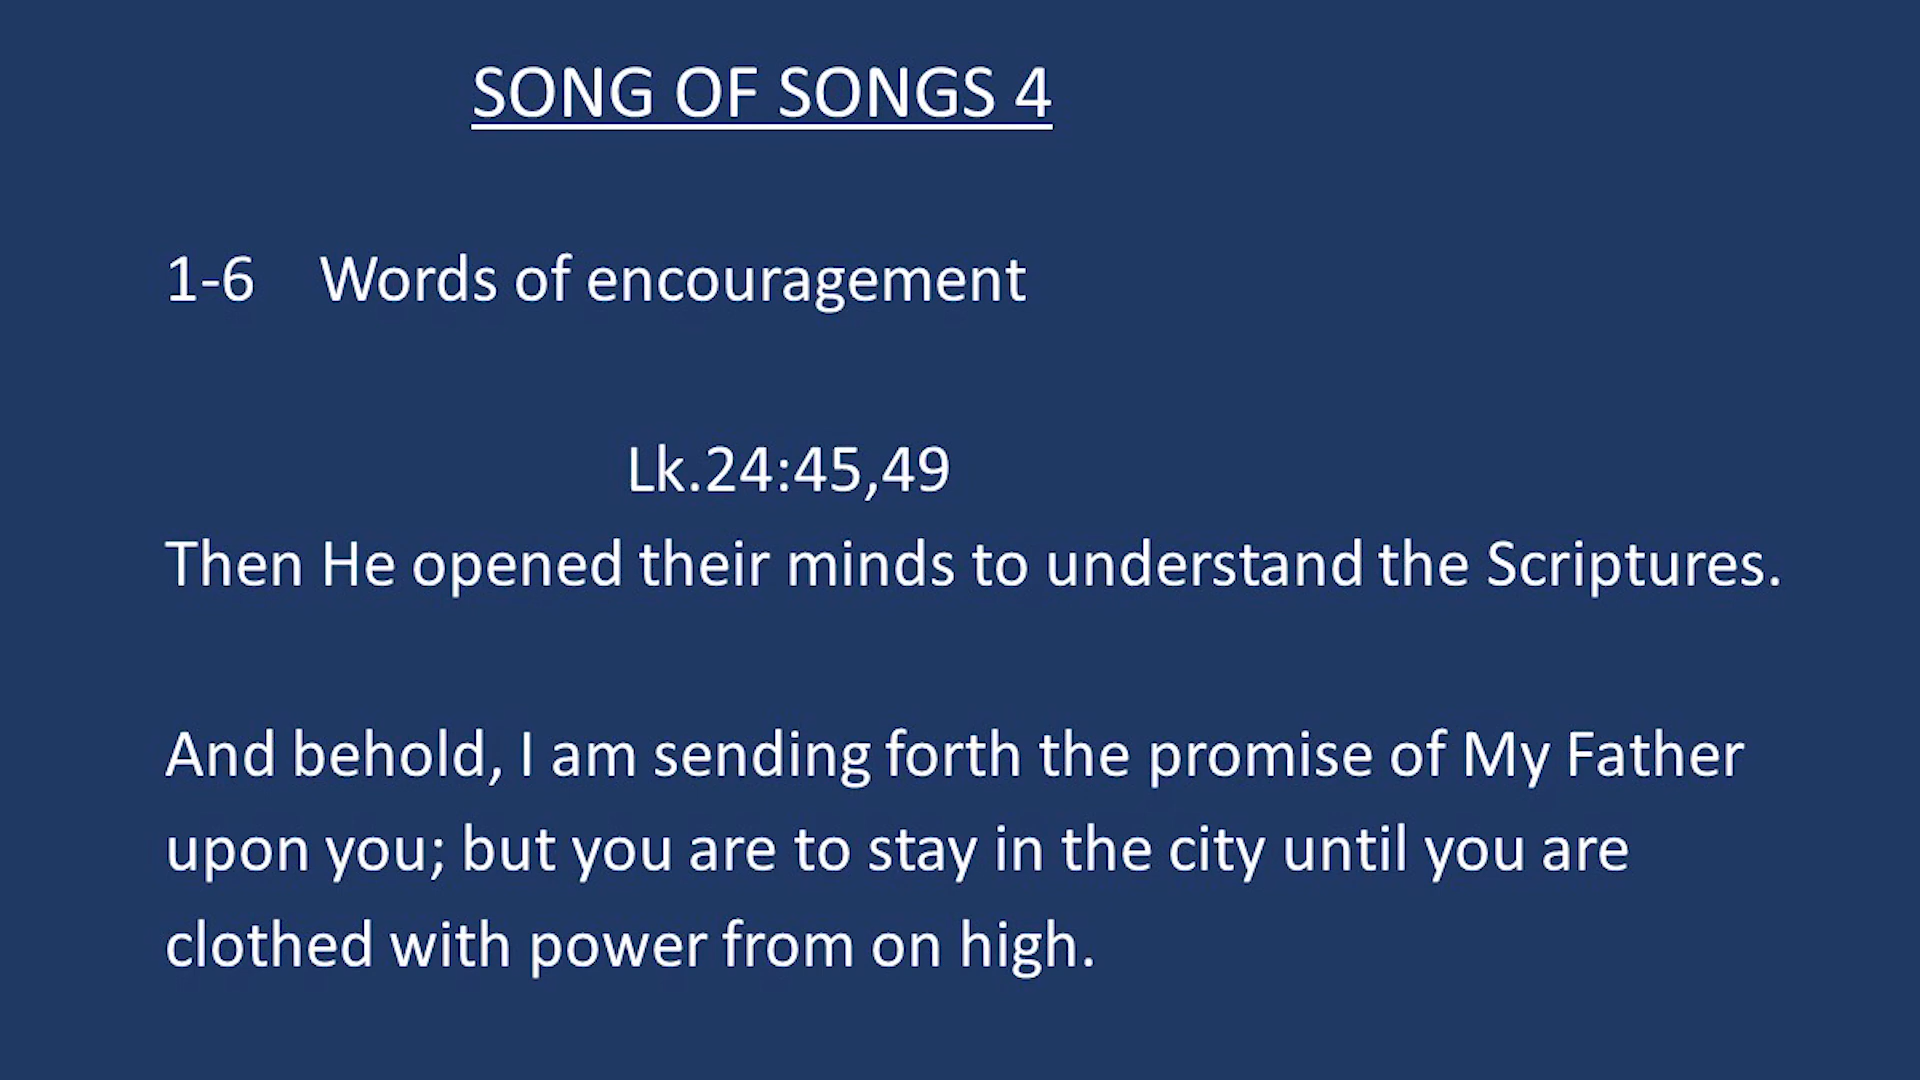 SONG OF SONGS 4
1-6 Words of encouragement
Lk.24:45,49
Then He opened their minds to understand the Scriptures.
And behold, I am sending forth the promise of My Father
upon you; but you are to stay in the city until you are
clothed with power from on high.